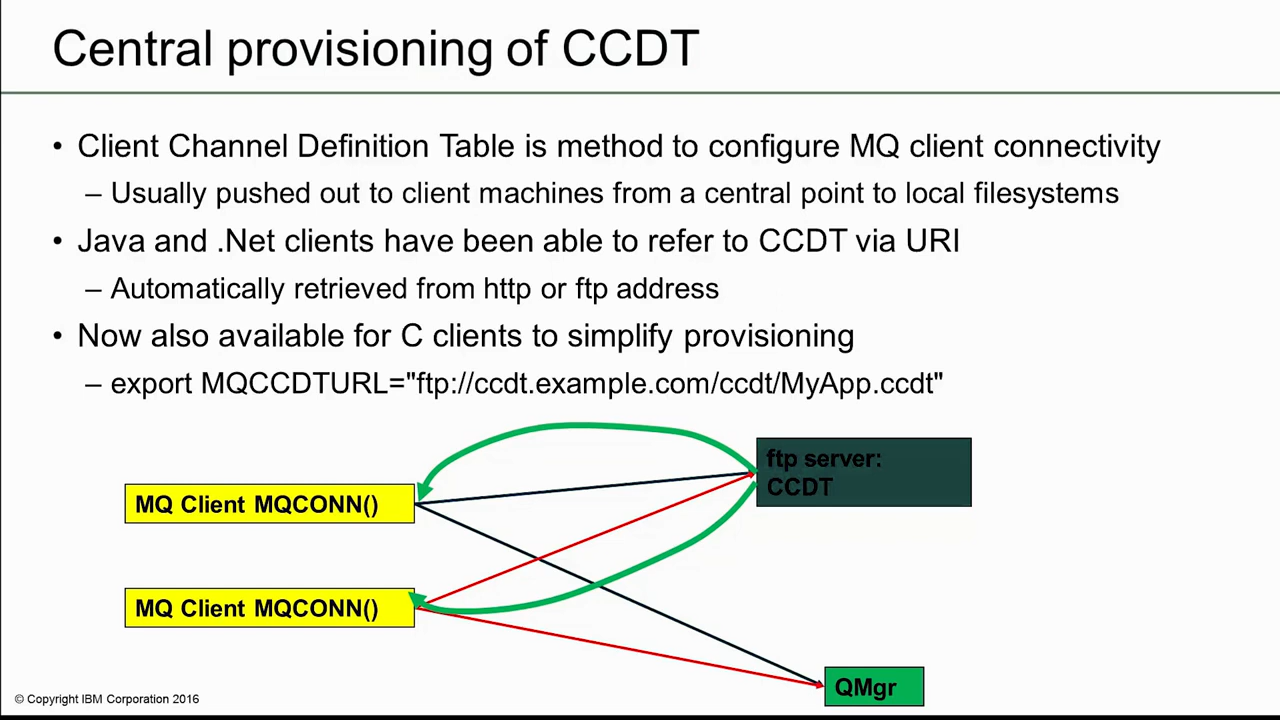 Central provisioning of CCDT
• Client Channel Definition Table is method to configure MQ client connectivity
– Usually pushed out to client machines from a central point to local filesystems
• Java and .Net clients have been able to refer to CCDT via URI
– Automatically retrieved from http or ftp address
• Now also available for C clients to simplify provisioning
– export MQCCDTURL="ftp://ccdt.example.com/ccdt/MyApp.ccdt"
ftp server:
CCDT
MQ Client MQCONN()
MQ Client MQCONN()
QMgr
© Copyright IBM Corporation 2016